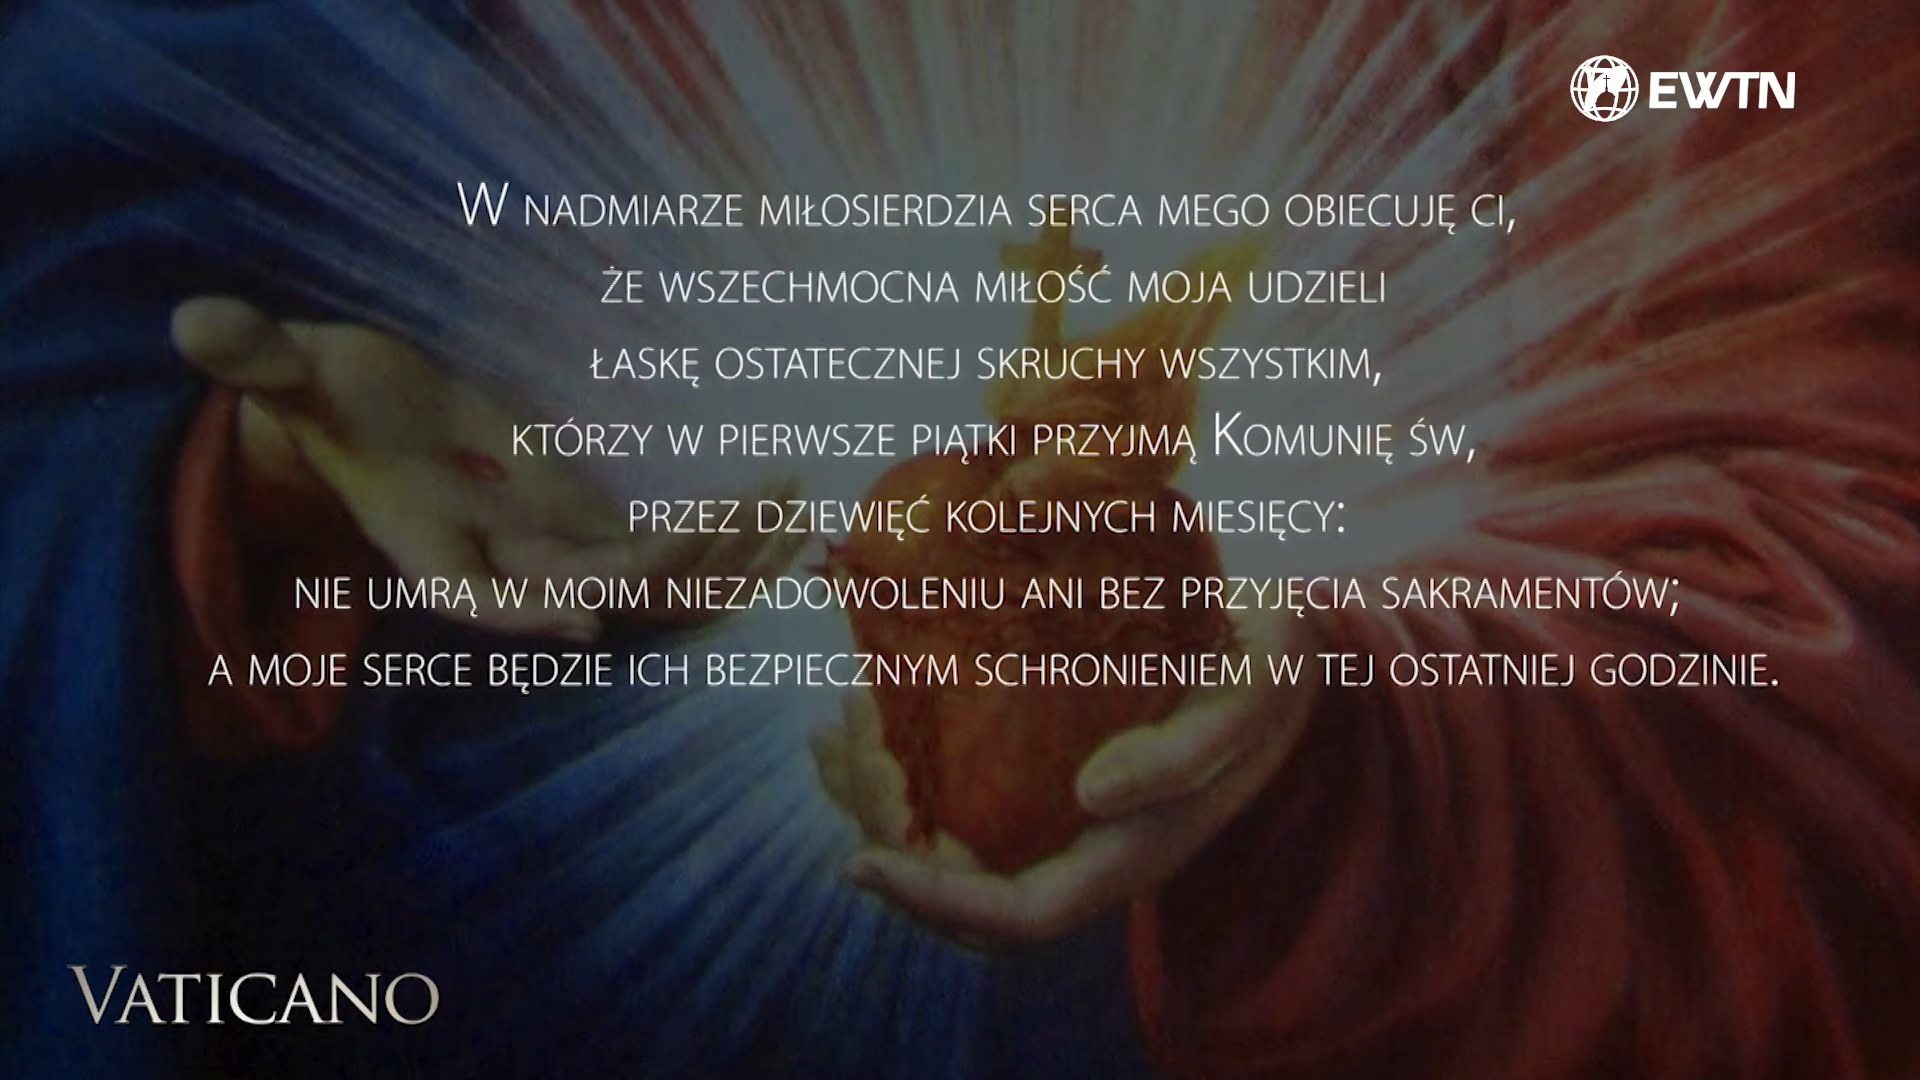 EWTN
W NADMIARZE MIŁOSIERDZIA SERCA MEGO OBIECUJĘ CI,
ŻE WSZECHMOCNA MIŁOŚĆ MOJA UDZIELI
ŁASKĘ OSTATECZNEJ SKRUCHY WSZYSTKIM,
KTÓRZY W PIERWSZE PIĄTKI PRZYJMĄ KOMUNIĘ ŚW,
PRZEZ DZIEWIĘĆ KOLEJNYCH MIESIĘCY:
NIE UMRĄ W MOIM NIEZADOWOLENIU ANI BEZ PRZYJĘCIA SAKRAMENTÓW;
A MOJE SERCE BĘDZIE ICH BEZPIECZNYM SCHRONIENIEM W TEJ OSTATNIEJ GODZINIE.
VATICANO